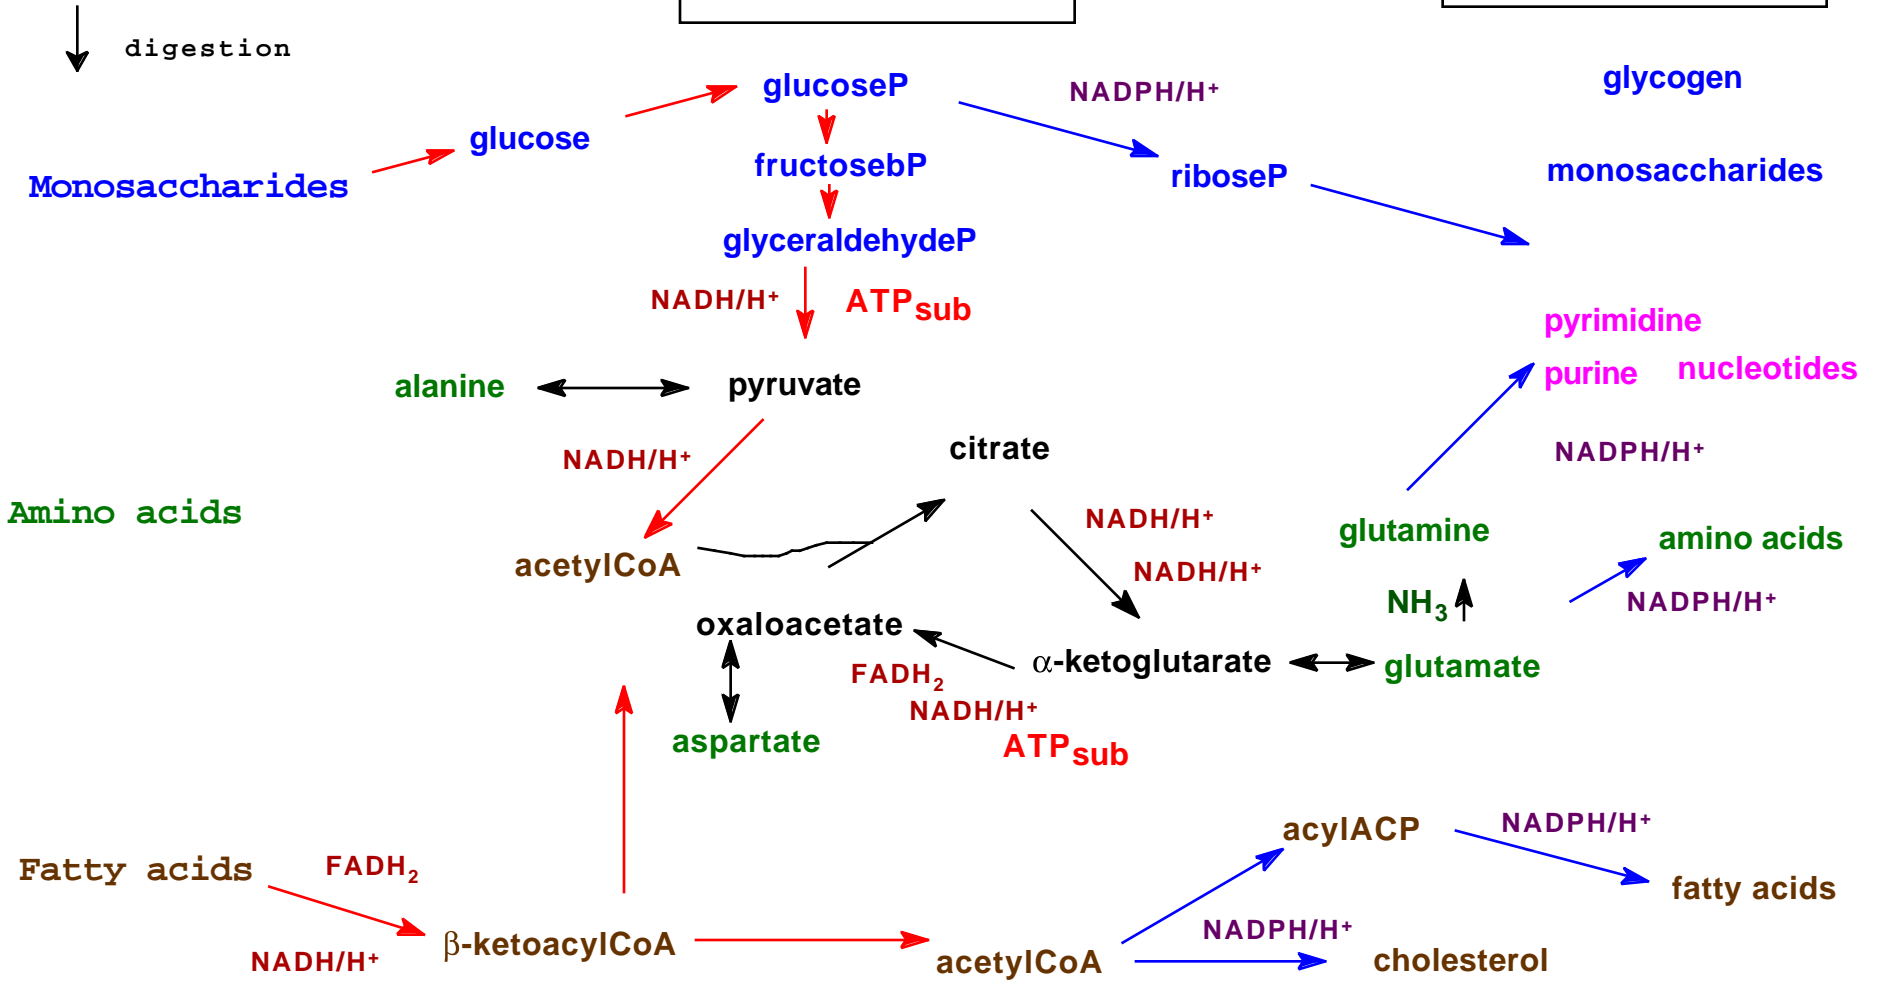 digestion
glucoseP
NADPH/H+
glycogen
glucose
fructosebP
monosaccharides
Monosaccharides
riboseP
glyceraldehydeP
NADH/H+
ATPsub
pyrimidine
purine nucleotides
alanine
pyruvate
citrate
NADPH/H+
NADH/H+
Amino acids
NADH/H+
glutamine
amino acids
acetylCoA
NADH/H+
NH3
NADPH/H+
oxaloacetate
α-ketoglutarate
glutamate
FADH2
NADH/H+
aspartate
ATPsub
acylACP
NADPH/H+
Fatty acids
FADH2
fatty acids
β-ketoacylCoA
NADPH/H+
NADH/H+
acetylCoA
cholesterol